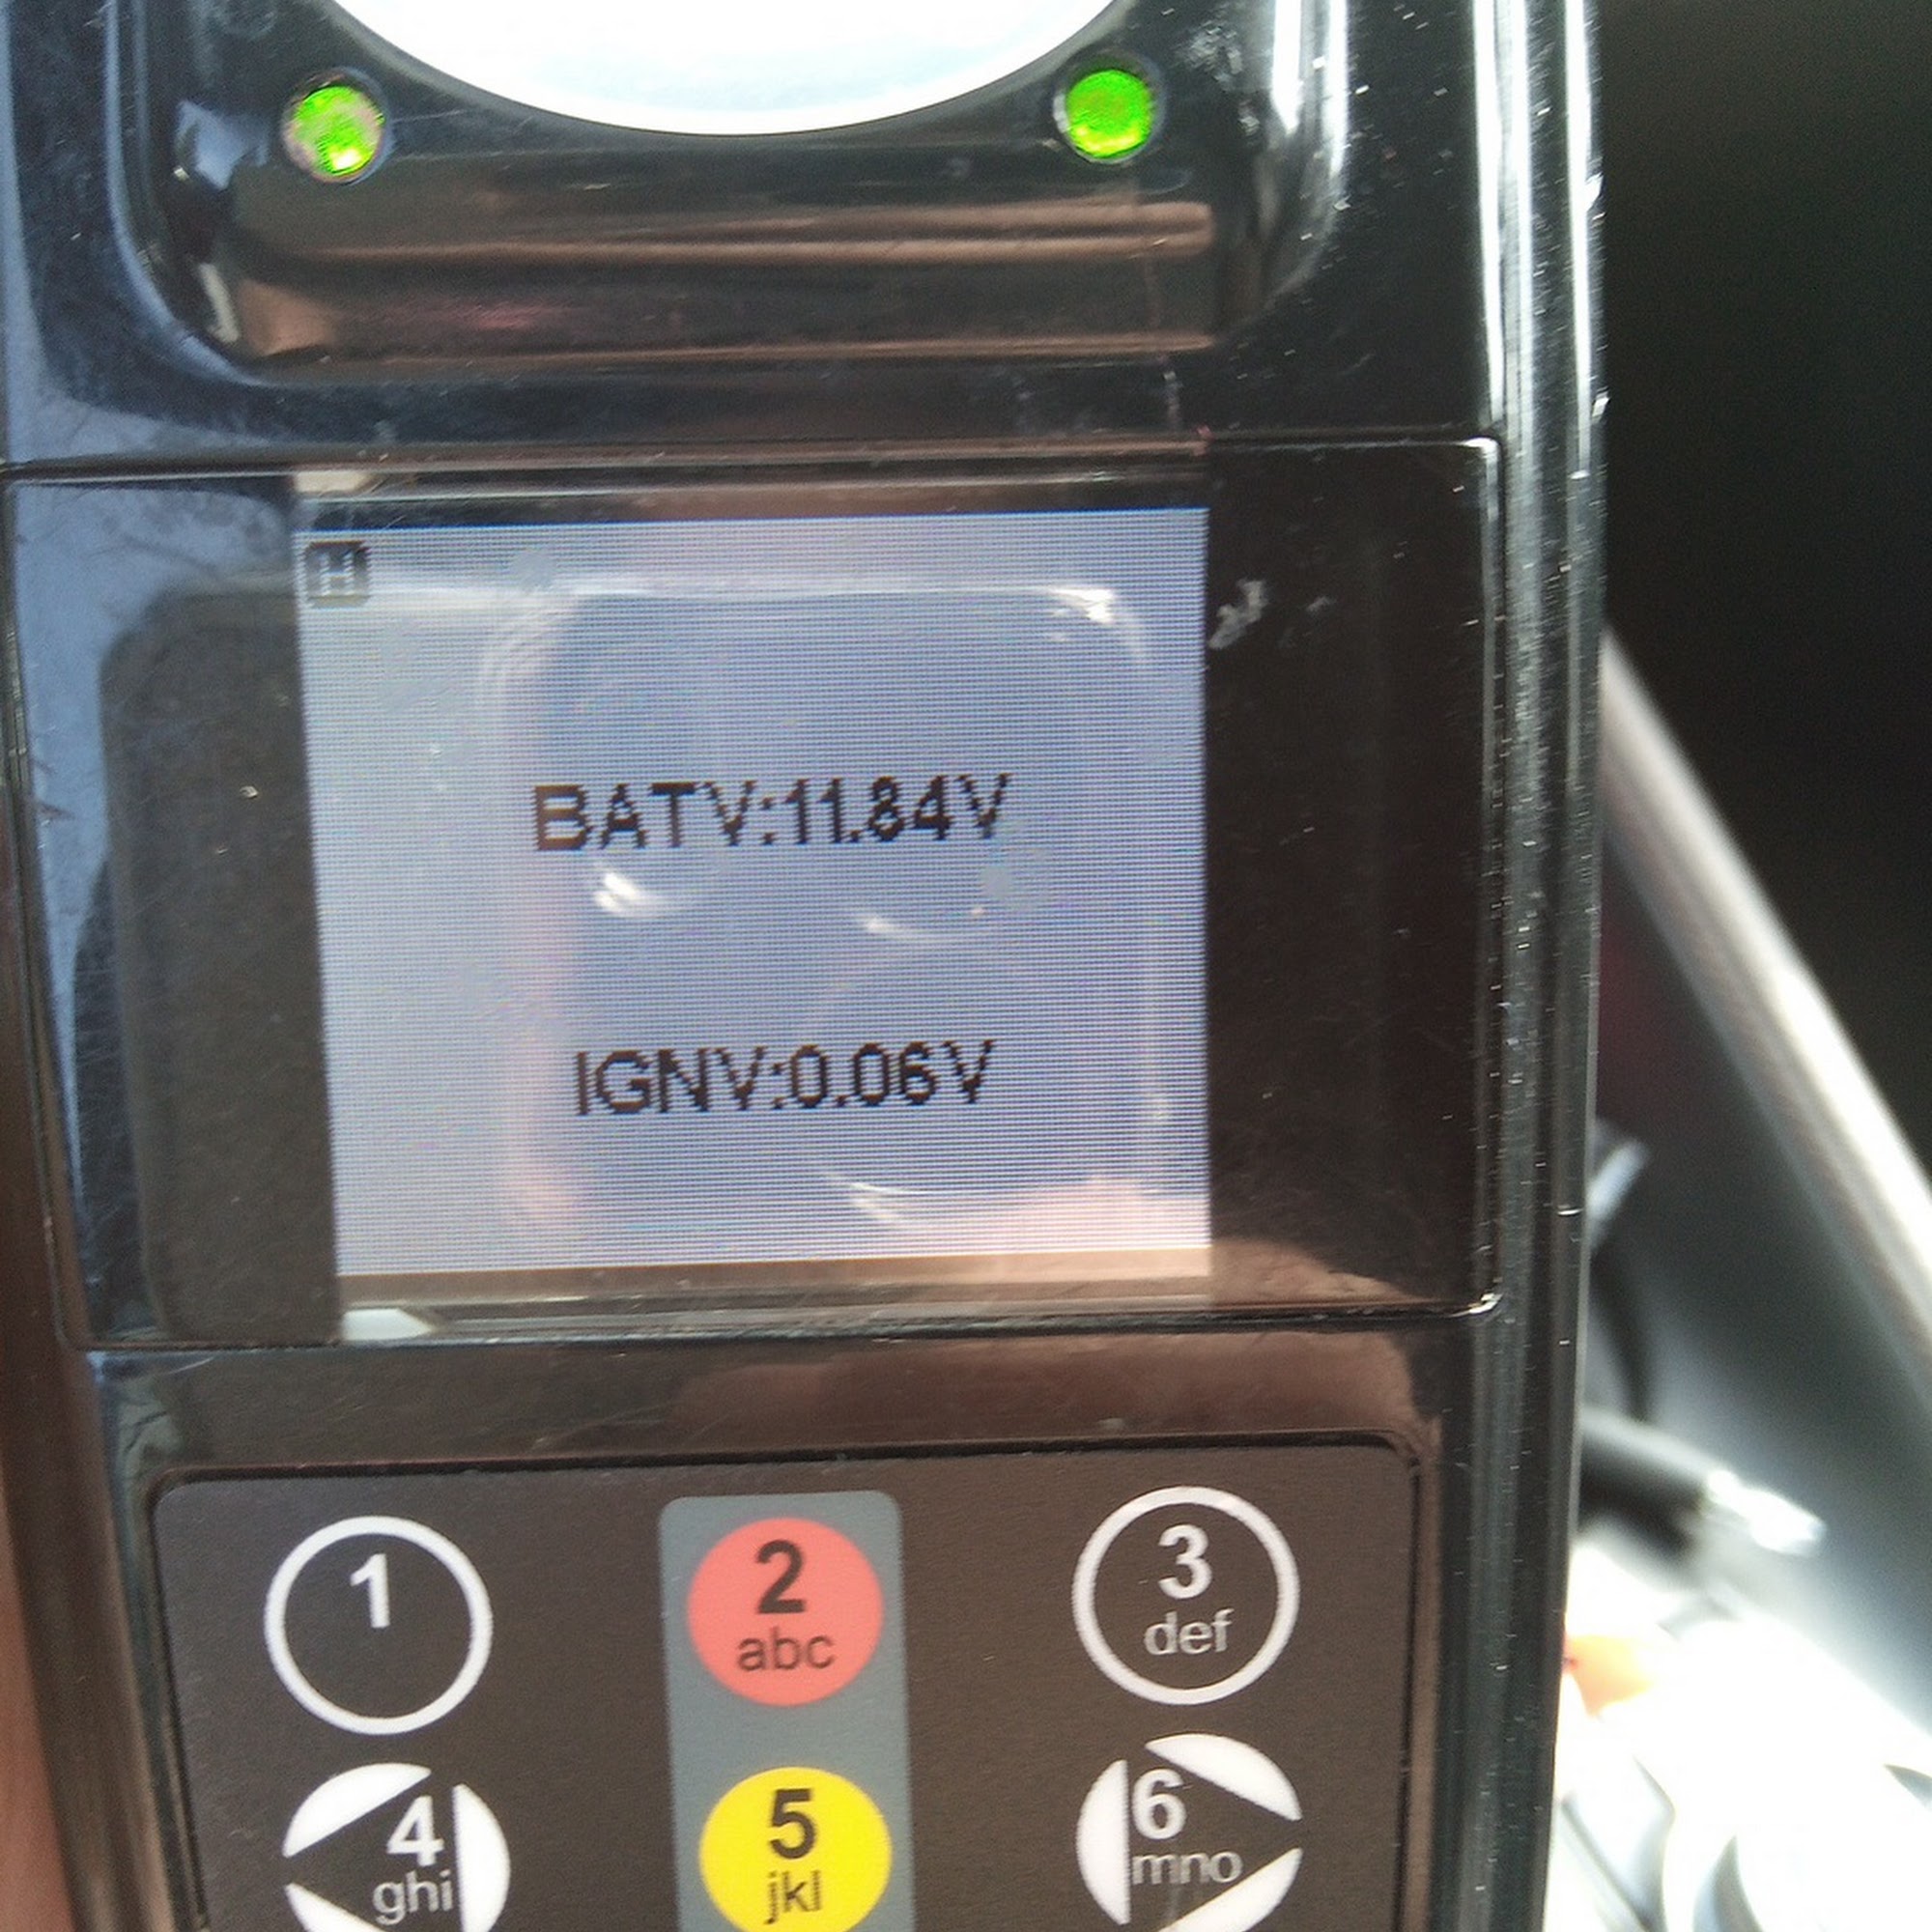 H
BATV:11.84V
IGNV:0.06V
1
2
abc
3
def
4
ghi
5
jkl
6
mno